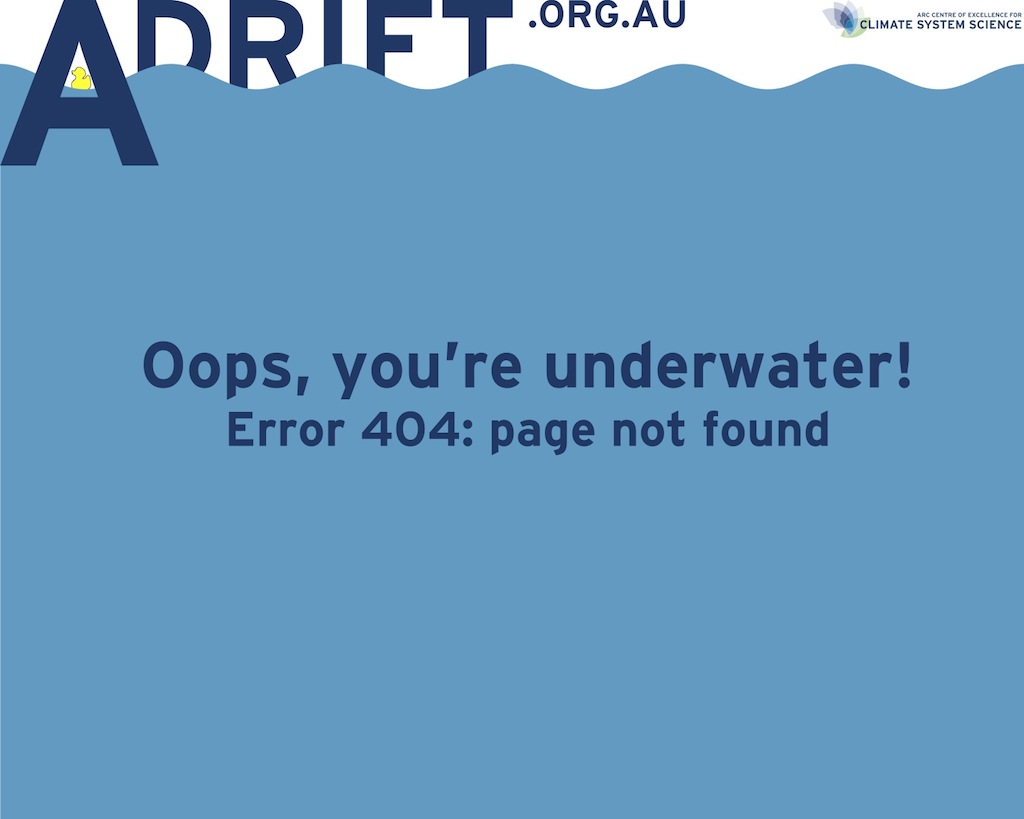 ADRIFT
.ORG.AU
ARC CENTRE OF EXCELLENCE FOR
CLIMATE SYSTEM SCIENCE
Oops, you're underwater!
Error 404: page not found